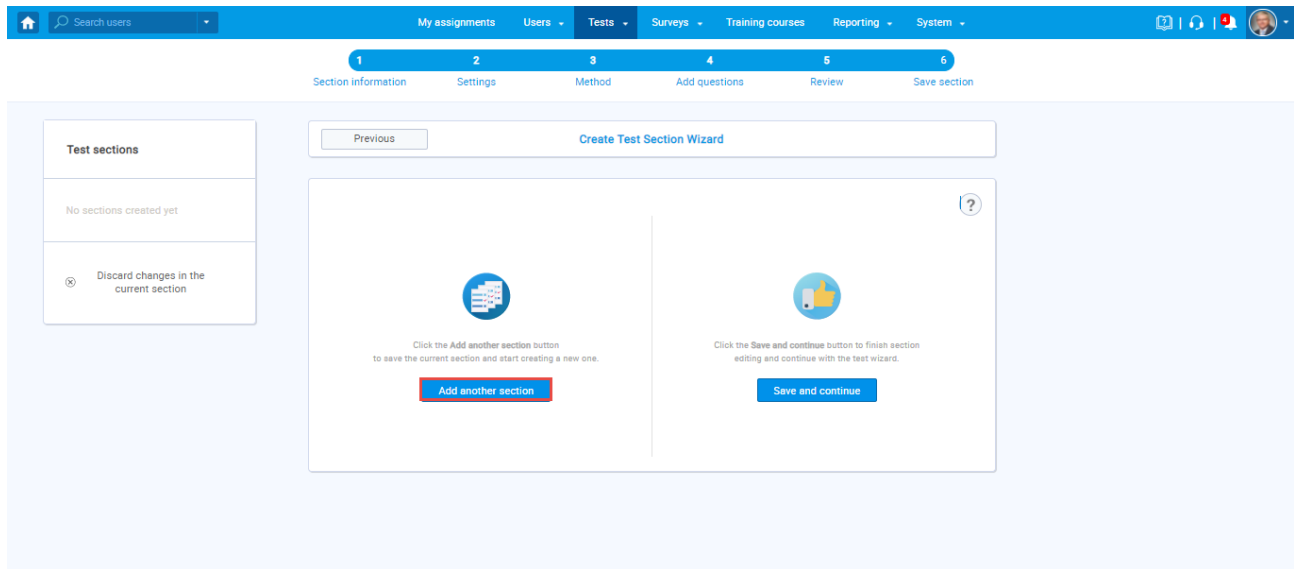 Search users
My assignments Users Tests Surveys Training courses Reporting System
4
1 2 3 4 5 6
Section information Settings Method Add questions Review Save section
Test sections
No sections created yet
Discard changes in the
current section
Previous
Create Test Section Wizard
?
Click the Add another section button
to save the current section and start creating a new one.
Add another section
Click the Save and continue button to finish section
editing and continue with the test wizard.
Save and continue